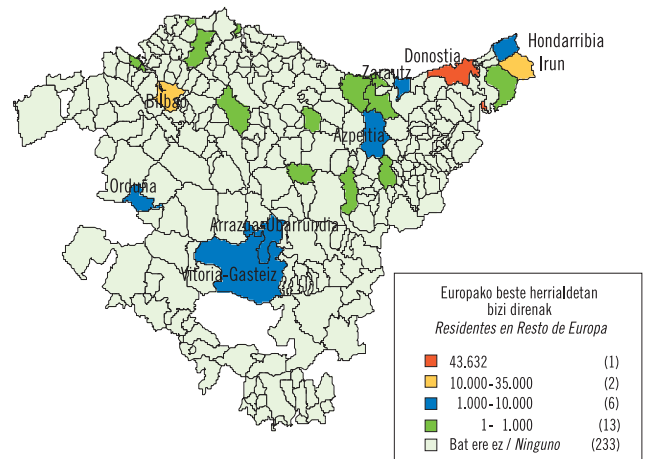 Donostia
Hondarribia
Irun
Zarautz
Bilbao
Azpeitia
Orduña
Arrazua-Ubarrundia
Vitoria-Gasteiz
Europako beste herrialdetan
bizi direnak
Residentes en Resto de Europa
43.632 (1)
10.000-35.000 (2)
1.000-10.000 (6)
1- 1.000 (13)
Bat ere ez / Ninguno (233)